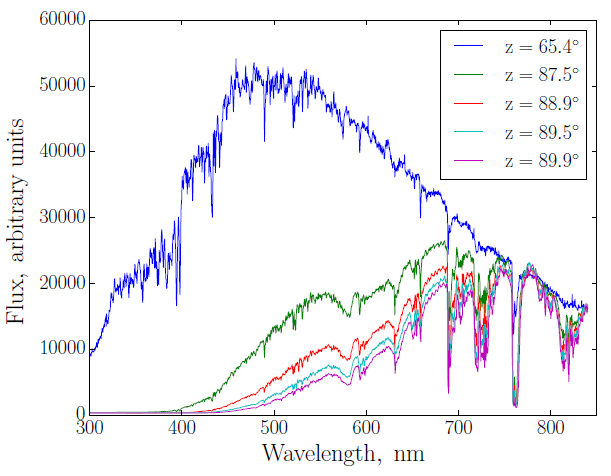 60000
50000
40000
30000
20000
10000
0
Flux, arbitrary units
z = 65.4°
z = 87.5°
z = 88.9°
z = 89.5°
z = 89.9°
300 400 500 600 700 800
Wavelength, nm